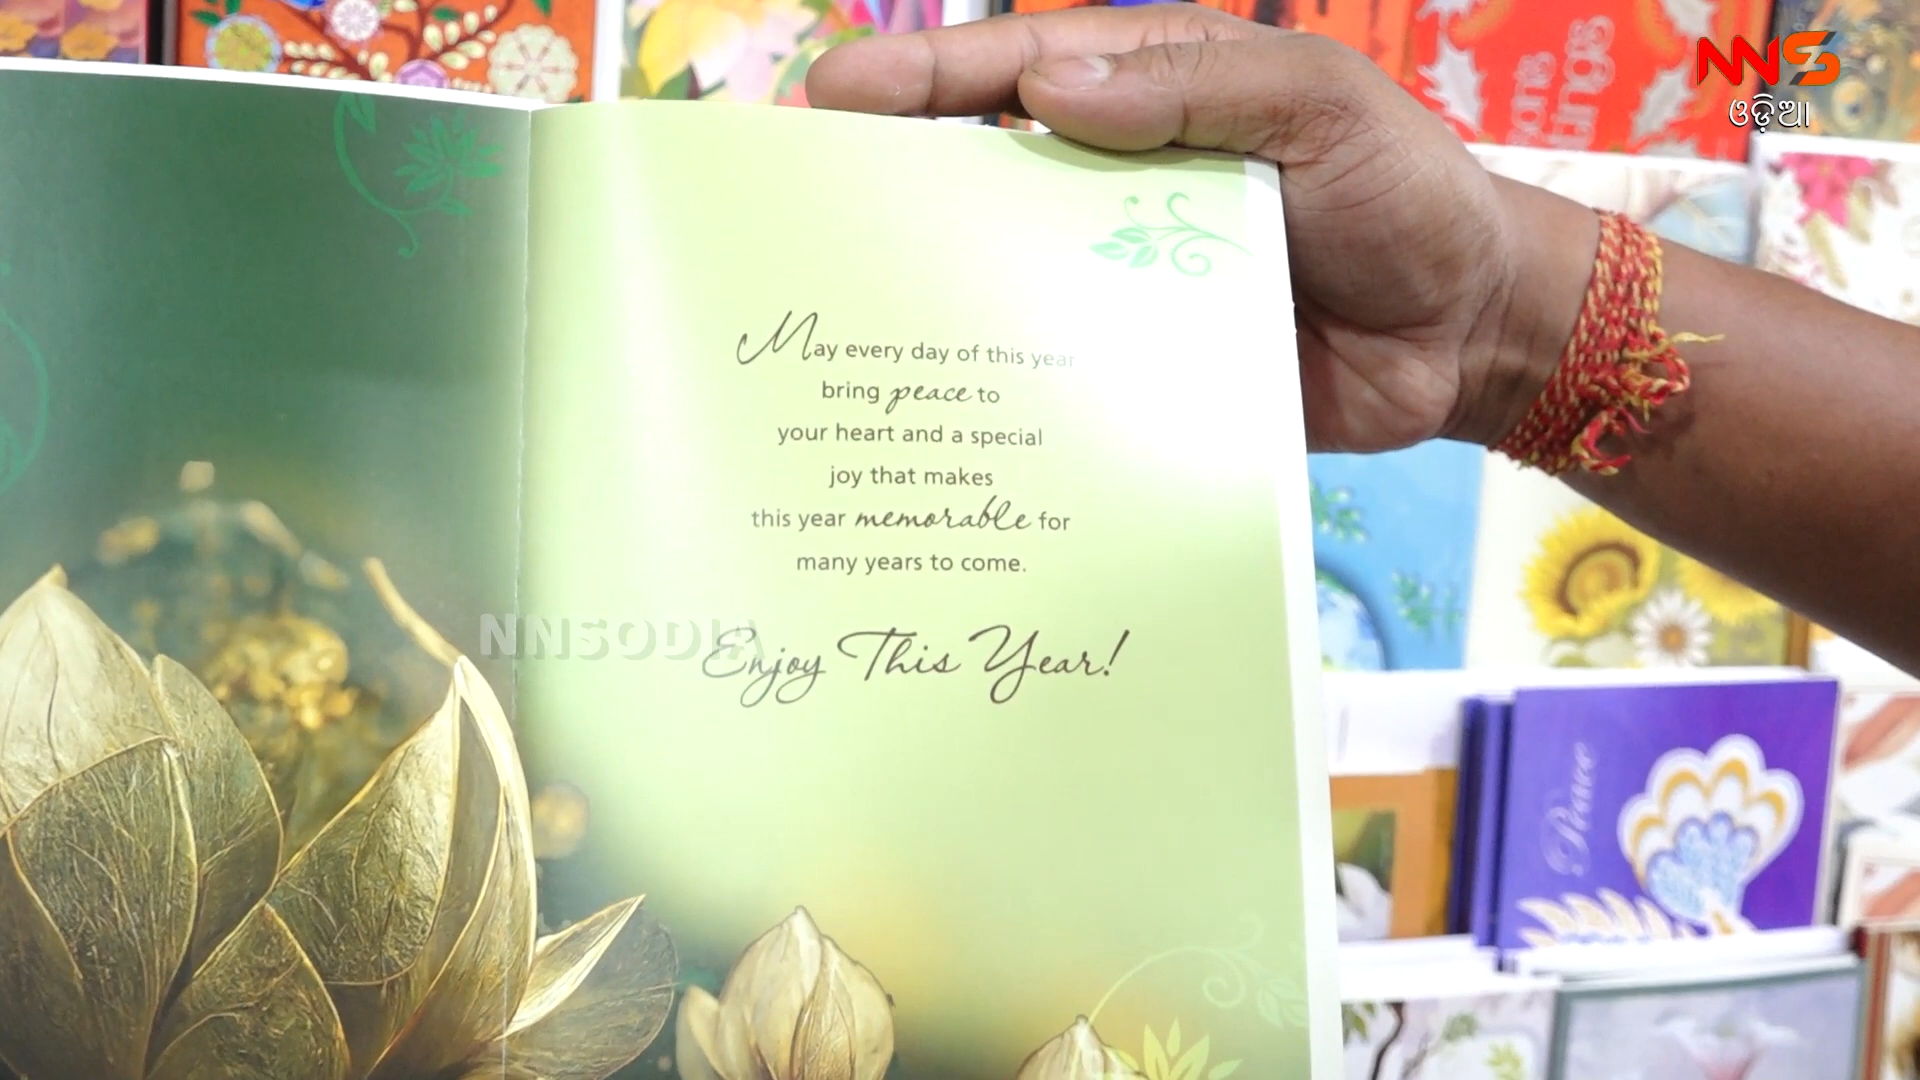 NNS
ଓଡ଼ିଆ
May every day of this year
bring peace to
your heart and a special
joy that makes
this year memorable for
many years to come.
NNSODIA
Enjoy This Year!
Peace